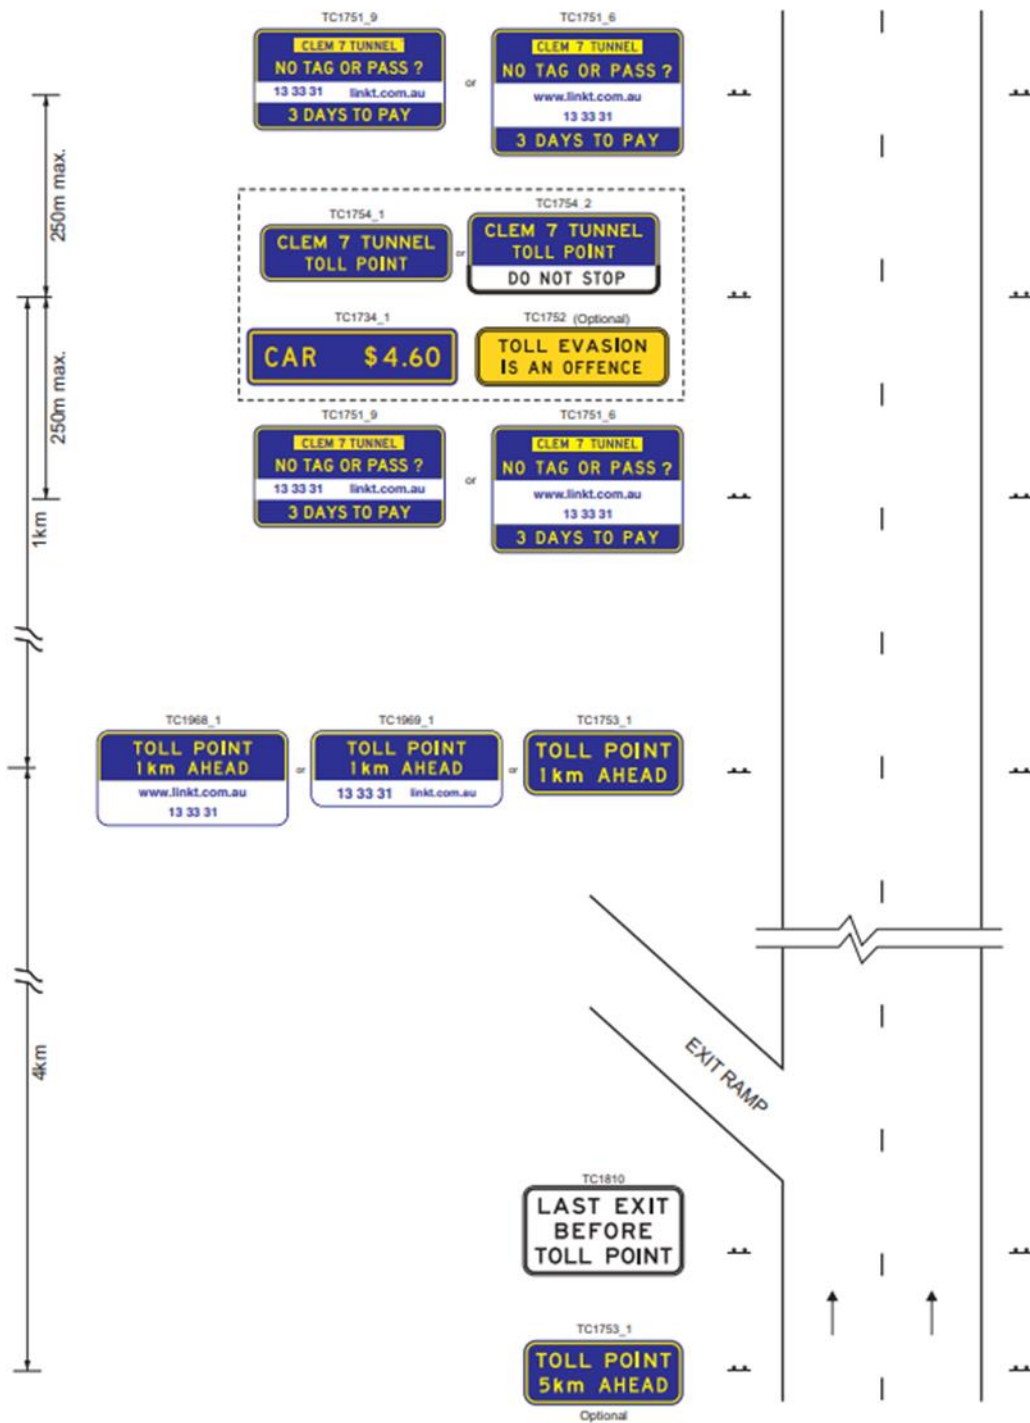 TC1751_9
CLEM 7 TUNNEL
NO TAG OR PASS ?
13 33 31 linkt.com.au
3 DAYS TO PAY
or
TC1751_6
CLEM 7 TUNNEL
NO TAG OR PASS ?
www.linkt.com.au
13 33 31
3 DAYS TO PAY
250m max.
TC1754_1
CLEM 7 TUNNEL
TOLL POINT
or
TC1754_2
CLEM 7 TUNNEL
TOLL POINT
DO NOT STOP
TC1734_1
CAR $4.60
TC1752 (Optional)
TOLL EVASION
IS AN OFFENCE
250m max.
TC1751_9
CLEM 7 TUNNEL
NO TAG OR PASS ?
13 33 31 linkt.com.au
3 DAYS TO PAY
or
TC1751_6
CLEM 7 TUNNEL
NO TAG OR PASS ?
www.linkt.com.au
13 33 31
3 DAYS TO PAY
1km
TC1968_1
TOLL POINT
1km AHEAD
www.linkt.com.au
13 33 31
or
TC1969_1
TOLL POINT
1km AHEAD
13 33 31 linkt.com.au
or
TC1753_1
TOLL POINT
1km AHEAD
4km
EXIT RAMP
TC1810
LAST EXIT
BEFORE
TOLL POINT
TC1753_1
TOLL POINT
5km AHEAD
Optional